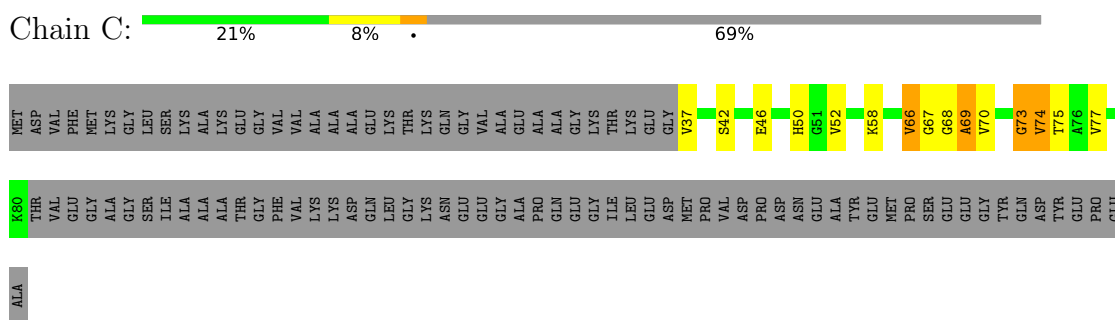 Chain C:
21% 8% • 69%
MET ASP VAL PHE MET LYS GLY LEU SER LYS ALA LYS GLU GLY VAL VAL ALA ALA ALA GLU LYS THR LYS GLN GLY VAL ALA GLU ALA ALA GLY LYS THR LYS GLU GLY V37 S42 E46 H50 G51 V52 K58 V66 G67 G68 A69 V70 G73 V74 T75 A76 V77
K80 THR VAL GLU GLY ALA GLY SER ILE ALA ALA ALA THR GLY PHE VAL LYS LYS ASP GLN LEU GLY LYS ASN GLU GLU GLY ALA PRO GLN GLU GLY ILE LEU GLU ASP MET PRO VAL ASP PRO ASP ASN GLU ALA TYR GLU MET PRO SER GLU GLU GLY TYR GLN ASP TYR GLU PRO GLU
ALA